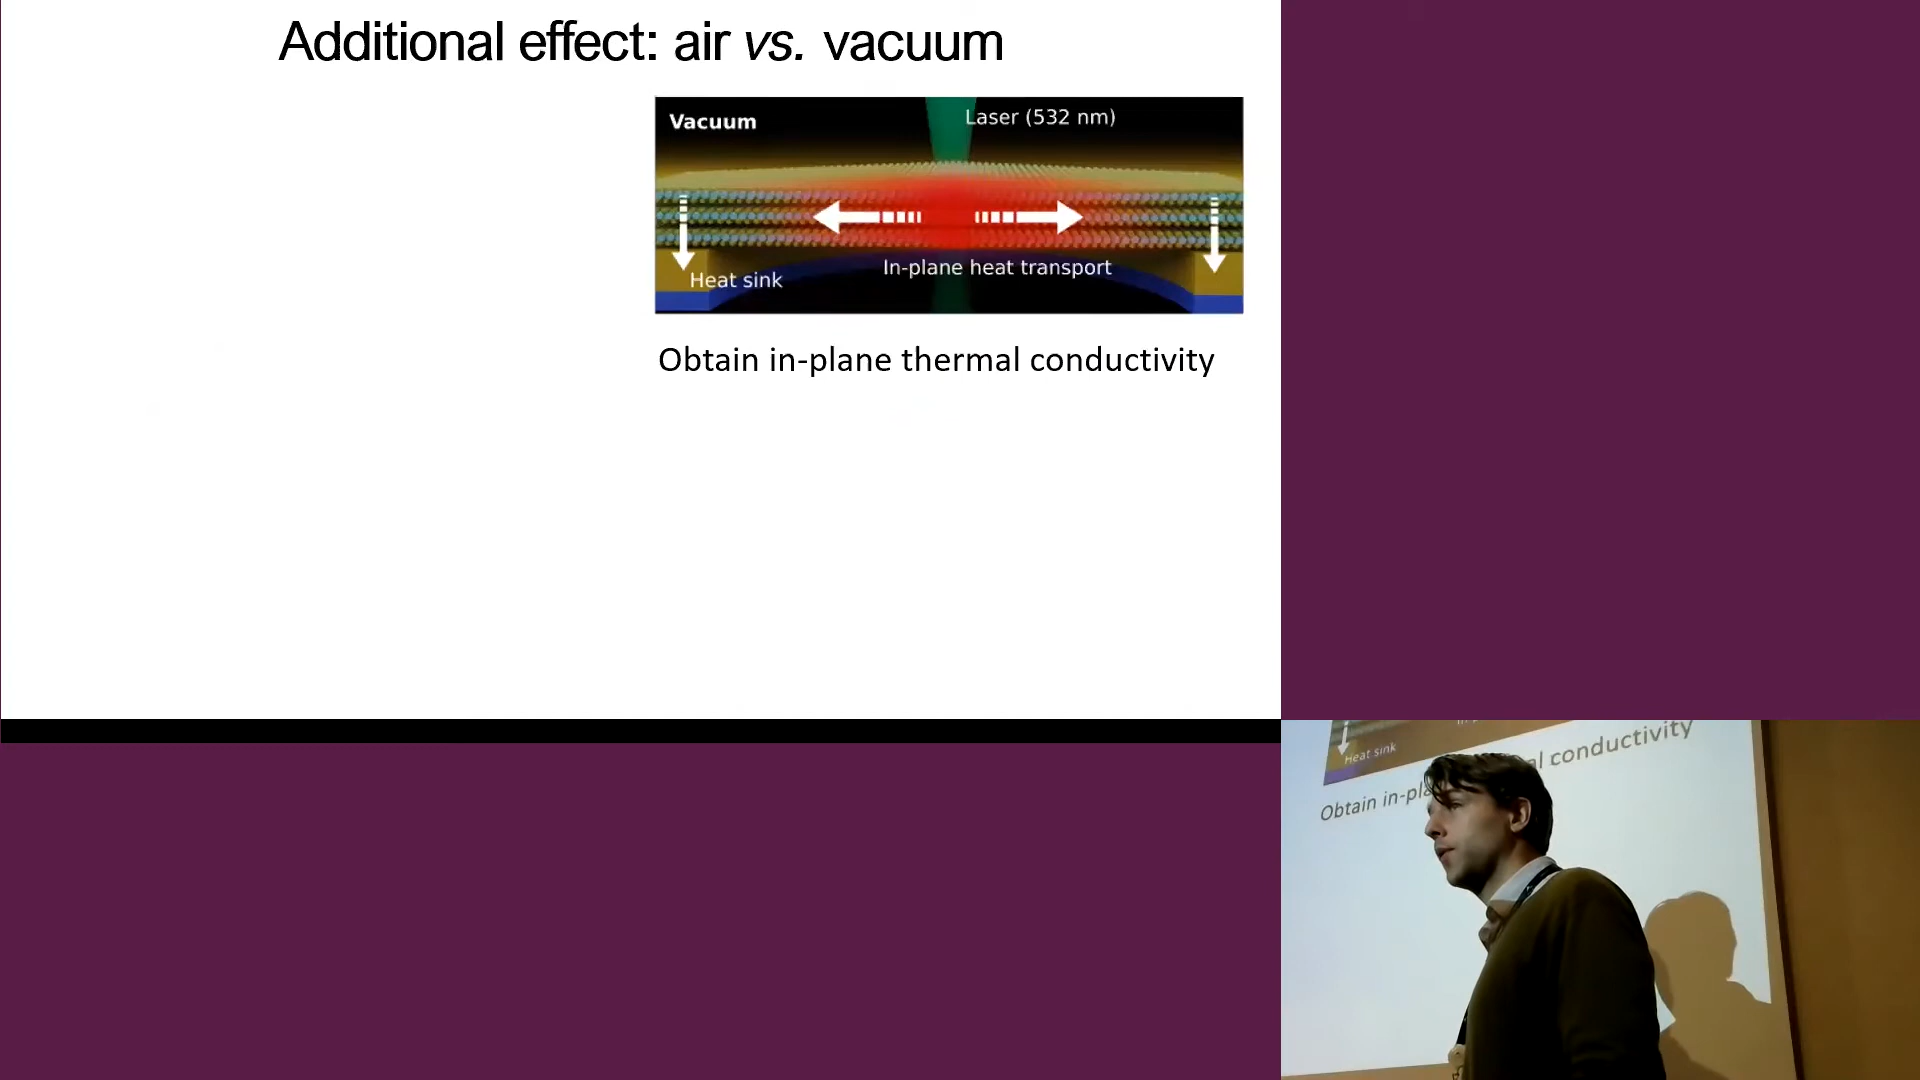 Additional effect: air vs. vacuum
Vacuum
Laser (532 nm)
In-plane heat transport
Heat sink
Obtain in-plane thermal conductivity
Heat sink
Obtain in-pla al conductivity